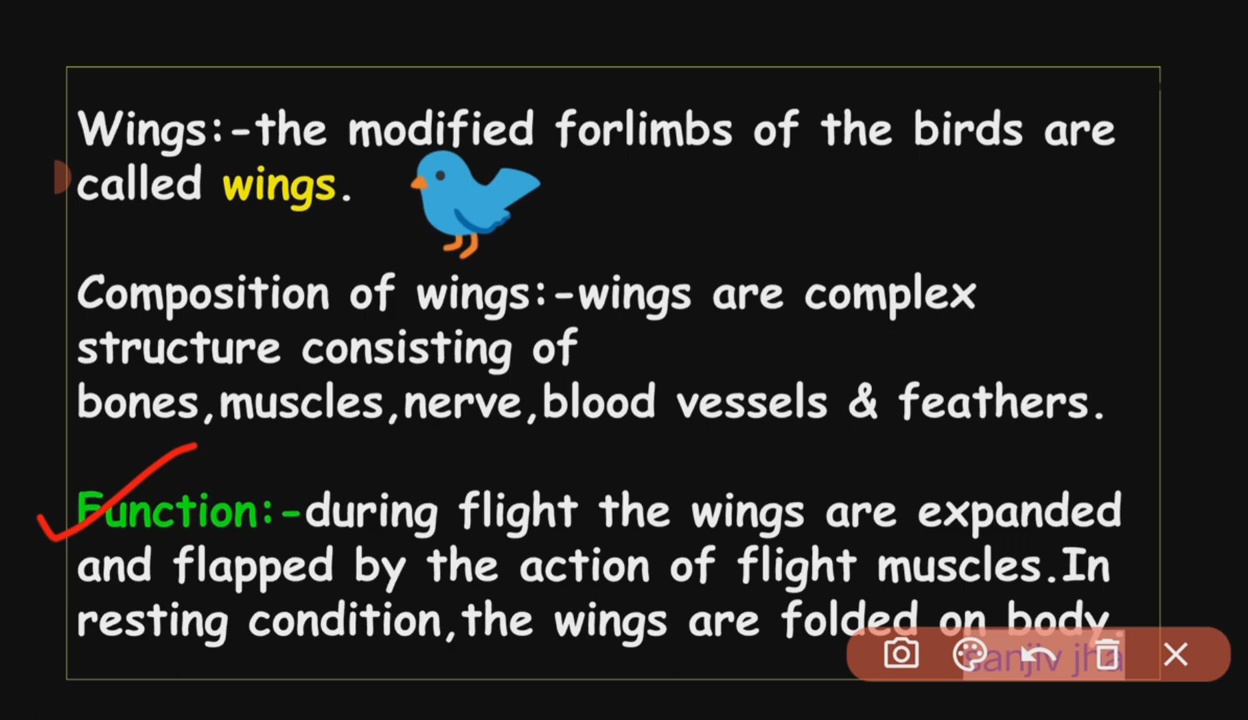 Wings:-the modified forlimbs of the birds are
called wings.
Composition of wings:-wings are complex
structure consisting of
bones,muscles,nerve,blood vessels & feathers.
Function:-during flight the wings are expanded
and flapped by the action of flight muscles.In
resting condition,the wings are folded on body.
sanjiv jha